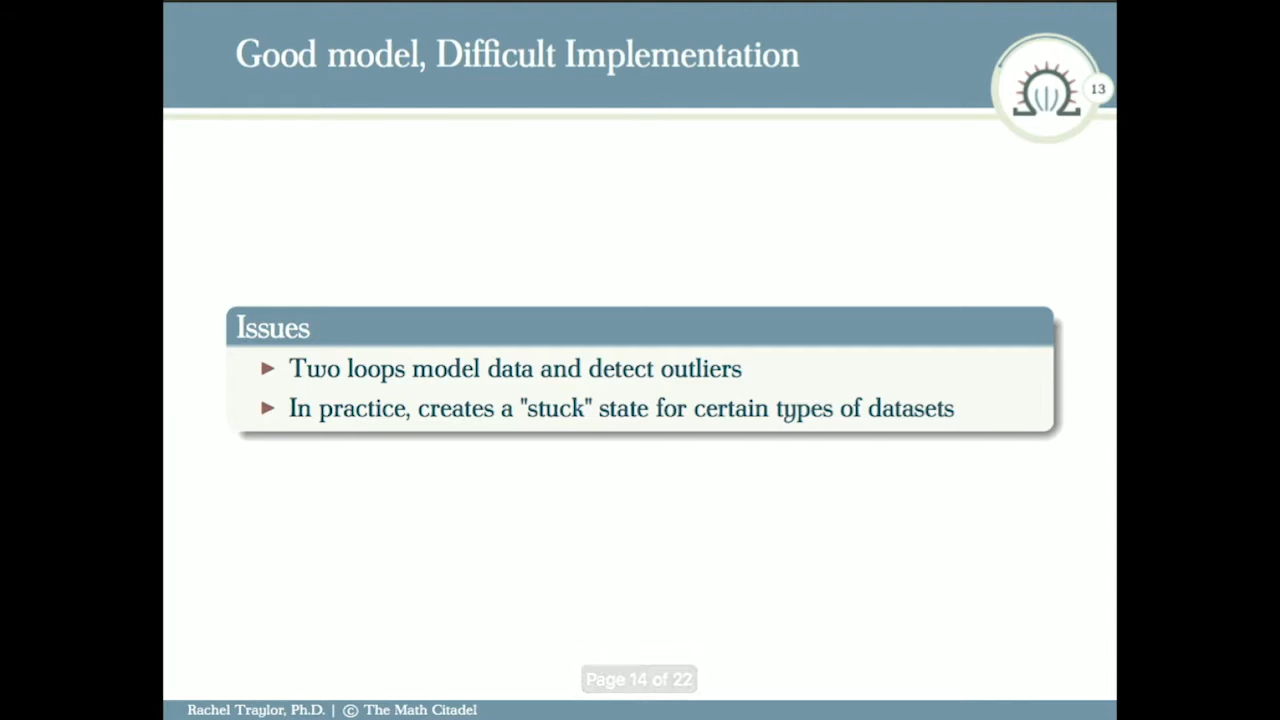 Good model, Difficult Implementation
13
Issues
▶ Two loops model data and detect outliers
▶ In practice, creates a "stuck" state for certain types of datasets
Page 14 of 22
Rachel Traylor, Ph.D. | © The Math Citadel